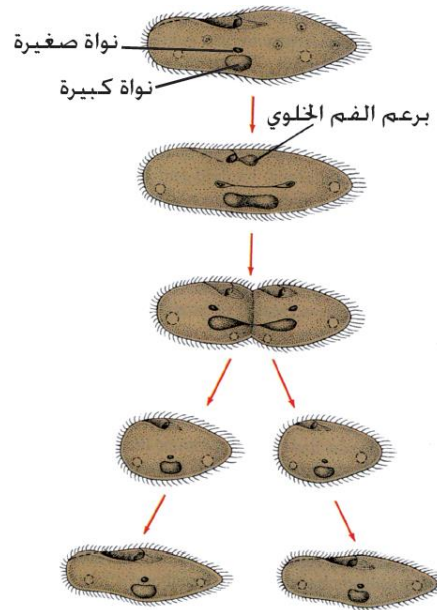 نواة صغيرة
نواة كبيرة
برعم الفم الخلوي